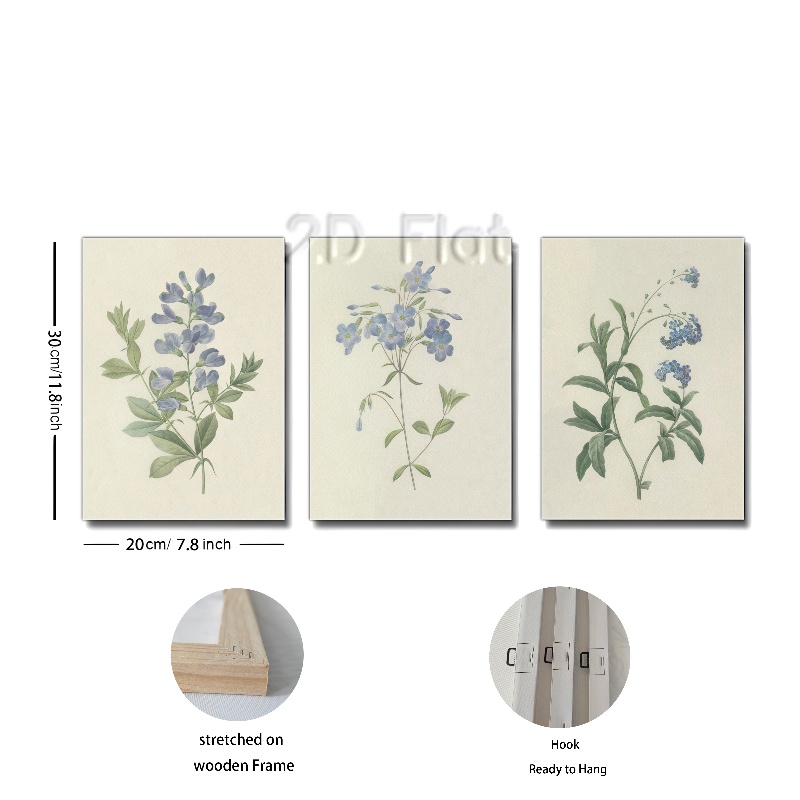 2D Flat
30cm/11.8inch
20cm/ 7.8 inch
stretched on
wooden Frame
Hook
Ready to Hang